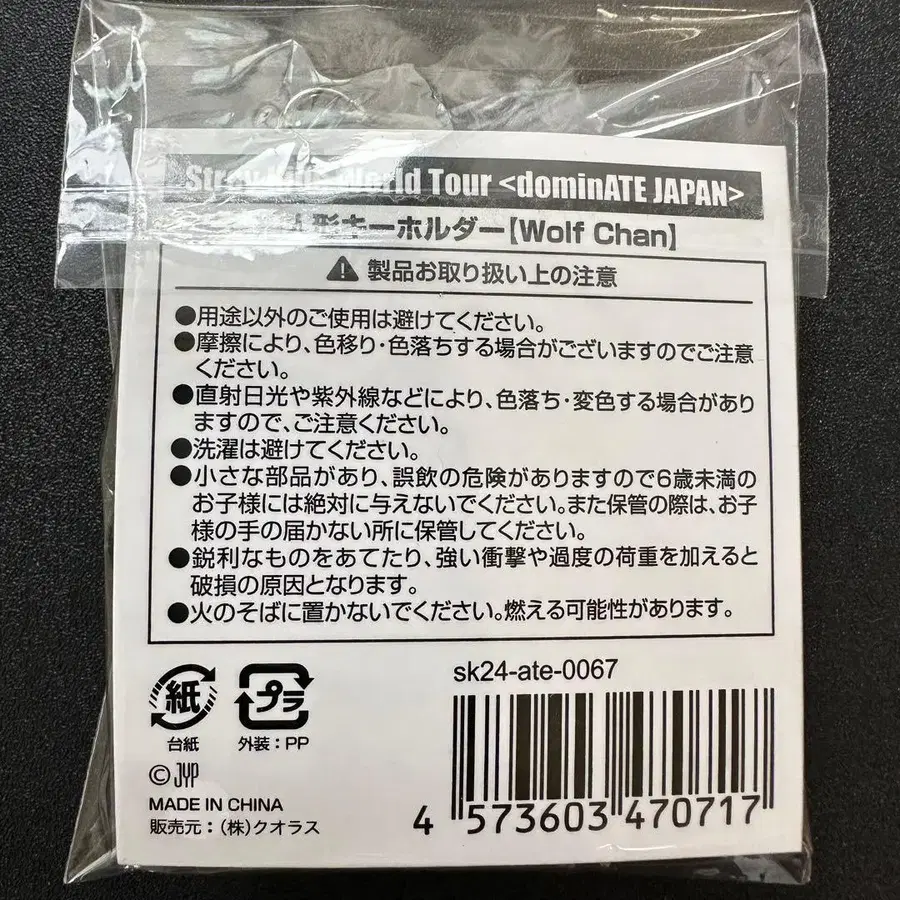 Stray Kids World Tour <dominATE JAPAN>
人形キーホルダー【Wolf Chan】
製品お取り扱い上の注意
●用途以外のご使用は避けてください。
●摩擦により、色移り・色落ちする場合がございますのでご注意
ください。
●直射日光や紫外線などにより、色落ち・変色する場合があり
ますので、ご注意ください。
●洗濯は避けてください。
●小さな部品があり、誤飲の危険がありますので6歳未満の
お子様には絶対に与えないでください。また保管の際は、お子
様の手の届かない所に保管してください。
●鋭利なものをあてたり、強い衝撃や過度の荷重を加えると
破損の原因となります。
●火のそばに置かないでください。燃える可能性があります。
sk24-ate-0067
紙
プラ
台紙
外装：PP
©JYP
MADE IN CHINA
販売元：（株）クオラス
4 573603 470717